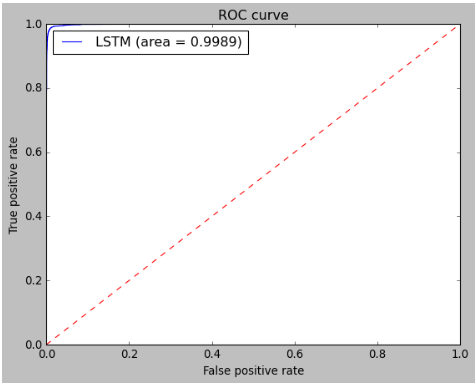 ROC curve
LSTM (area = 0.9989)
True positive rate
1.0
0.8
0.6
0.4
0.2
0.0
0.0 0.2 0.4 0.6 0.8 1.0
False positive rate